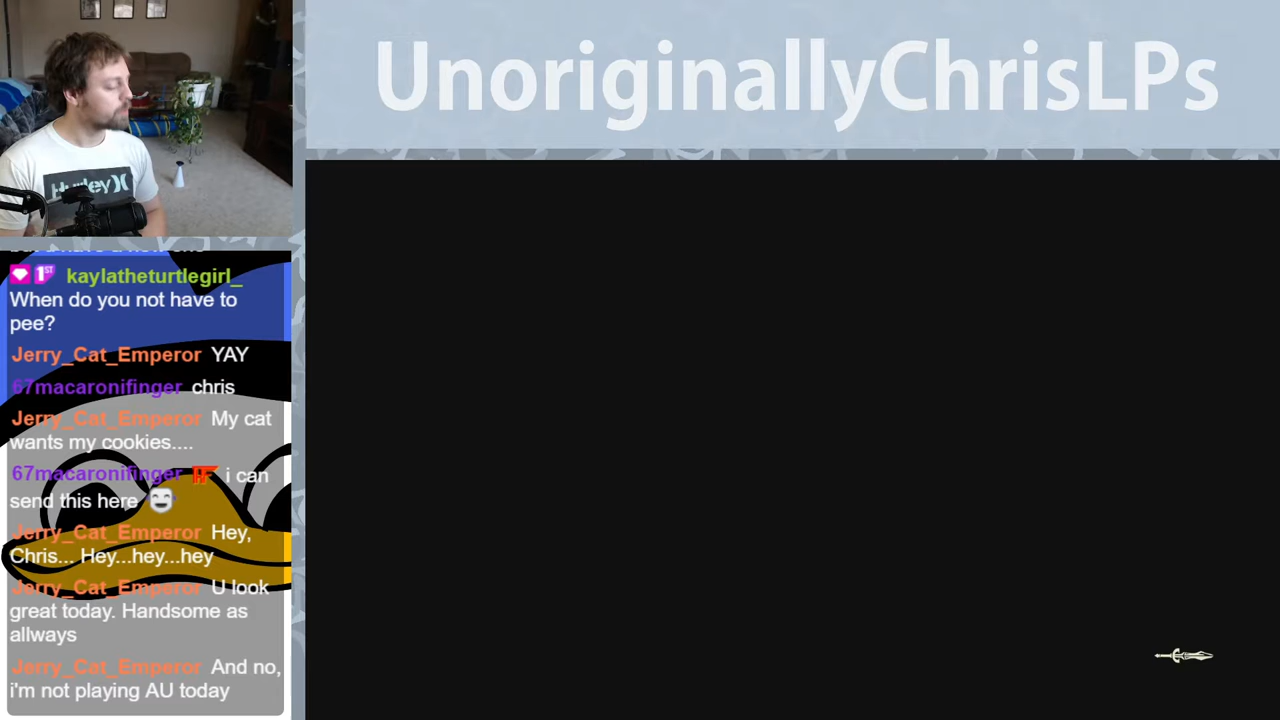 UnoriginallyChrisLPs
Hurley
kaylatheturtlegirl_
When do you not have to
pee?
Jerry_Cat_Emperor YAY
67macaronifinger chris
Jerry_Cat_Emperor My cat
wants my cookies....
67macaronifinger i can
send this here
Jerry_Cat_Emperor Hey,
Chris... Hey...hey...hey
Jerry_Cat_Emperor U look
great today. Handsome as
allways
Jerry_Cat_Emperor And no,
i'm not playing AU today